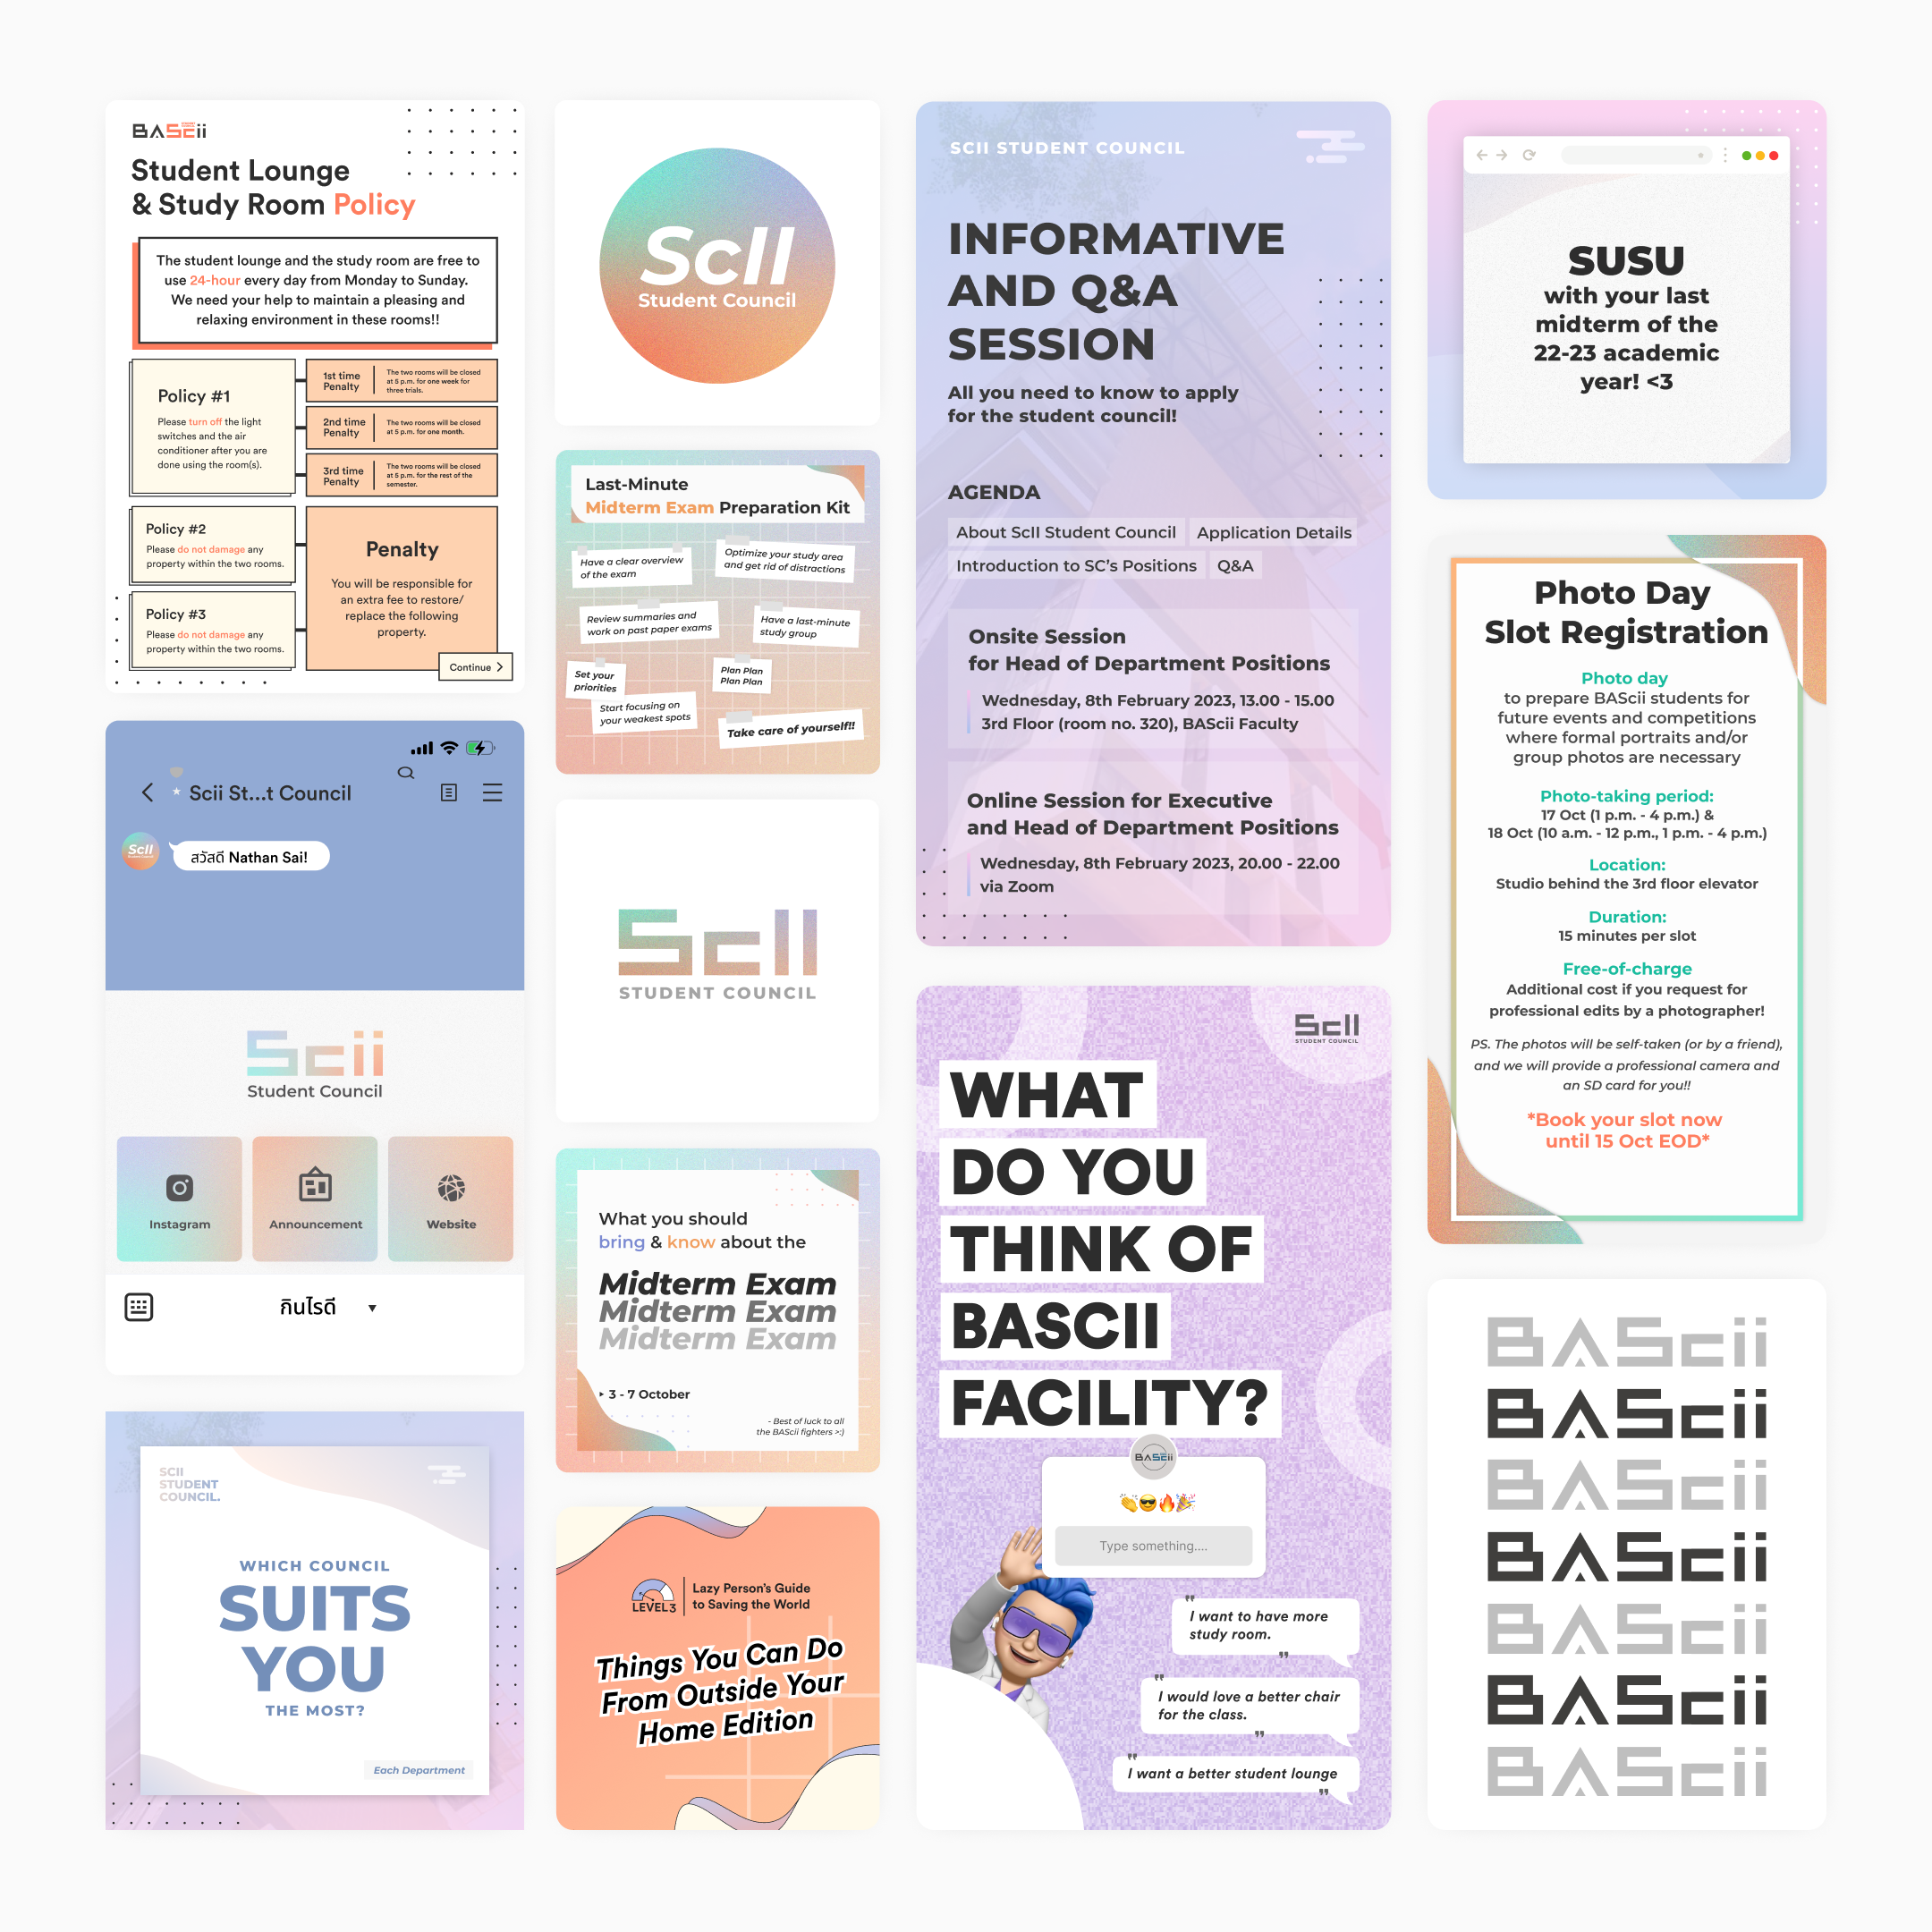 BAScii
Student Lounge
& Study Room Policy
The student lounge and the study room are free to
use 24-hour every day from Monday to Sunday.
We need your help to maintain a pleasing and
relaxing environment in these rooms!!
Policy #1
Please turn off the light
switches and the air
conditioner after you are
done using the room(s).
1st time
Penalty
The two rooms will be closed
at 5 p.m. for one week for
three trials.
2nd time
Penalty
The two rooms will be closed
at 5 p.m. for one month.
3rd time
Penalty
The two rooms will be closed
at 5 p.m. for the rest of the
semester.
Policy #2
Please do not damage any
property within the two rooms.
Policy #3
Please do not damage any
property within the two rooms.
Penalty
You will be responsible for
an extra fee to restore/
replace the following
property.
Continue
Scii St...t Council
ScII
Student Council
สวัสดี Nathan Sai!
Scii
Student Council
Instagram
Announcement
Website
กินไรดี
SCII
STUDENT
COUNCIL.
WHICH COUNCIL
SUITS
YOU
THE MOST?
Each Department
ScII
Student Council
Last-Minute
Midterm Exam Preparation Kit
Have a clear overview
of the exam
Optimize your study area
and get rid of distractions
Review summaries and
work on past paper exams
Have a last-minute
study group
Set your
priorities
Plan Plan
Plan Plan
Start focusing on
your weakest spots
Take care of yourself!!
ScII
STUDENT COUNCIL
What you should
bring & know about the
Midterm Exam
Midterm Exam
Midterm Exam
3 - 7 October
- Best of luck to all
the BAScii fighters >:)
LEVEL 3
Lazy Person's Guide
to Saving the World
Things You Can Do
From Outside Your
Home Edition
SCII STUDENT COUNCIL
INFORMATIVE
AND Q&A
SESSION
All you need to know to apply
for the student council!
AGENDA
About ScII Student Council
Application Details
Introduction to SC's Positions
Q&A
Onsite Session
for Head of Department Positions
Wednesday, 8th February 2023, 13.00 - 15.00
3rd Floor (room no. 320), BAScii Faculty
Online Session for Executive
and Head of Department Positions
Wednesday, 8th February 2023, 20.00 - 22.00
via Zoom
ScII
STUDENT COUNCIL
WHAT
DO YOU
THINK OF
BASCII
FACILITY?
BAScii
👏😎🔥🎉
Type something....
"I want to have more
study room."
"I would love a better chair
for the class."
"I want a better student lounge"
SUSU
with your last
midterm of the
22-23 academic
year! <3
Photo Day
Slot Registration
Photo day
to prepare BAScii students for
future events and competitions
where formal portraits and/or
group photos are necessary
Photo-taking period:
17 Oct (1 p.m. - 4 p.m.) &
18 Oct (10 a.m. - 12 p.m., 1 p.m. - 4 p.m.)
Location:
Studio behind the 3rd floor elevator
Duration:
15 minutes per slot
Free-of-charge
Additional cost if you request for
professional edits by a photographer!
PS. The photos will be self-taken (or by a friend),
and we will provide a professional camera and
an SD card for you!!
*Book your slot now
until 15 Oct EOD*
BAScii
BAScii
BAScii
BAScii
BAScii
BAScii
BAScii